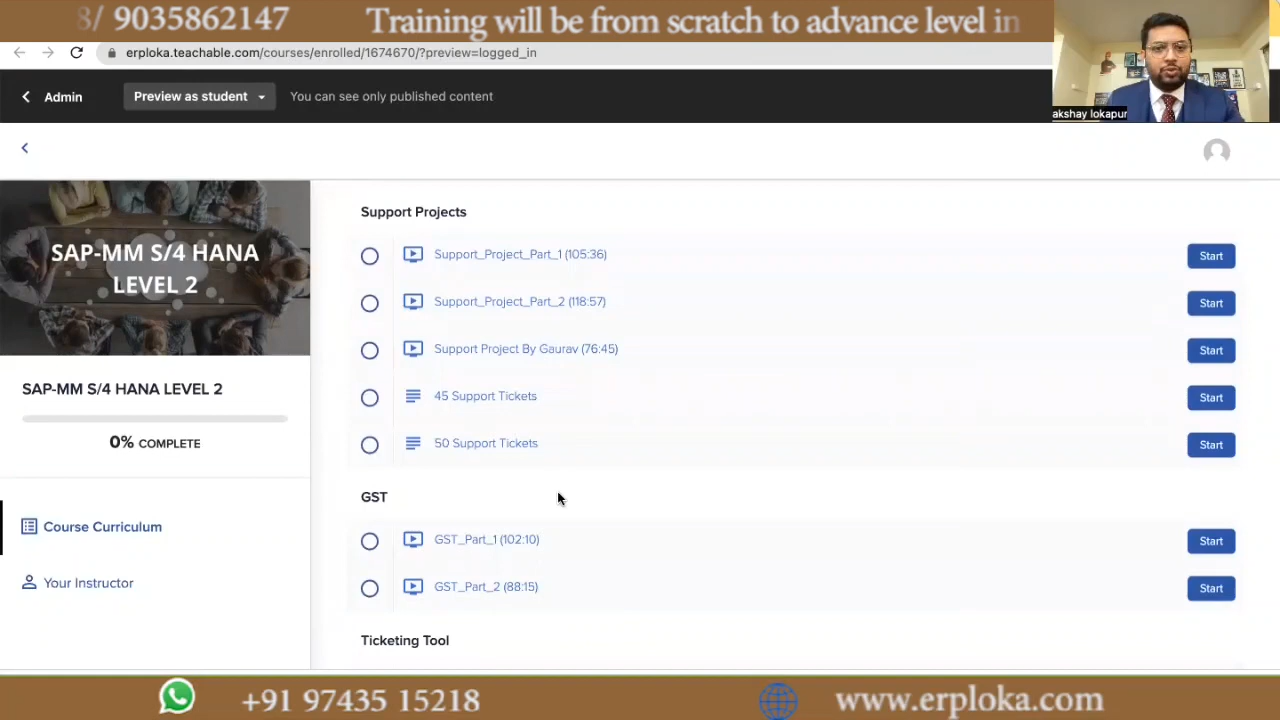 8/ 9035862147
Training will be from scratch to advance level in
erploka.teachable.com/courses/enrolled/1674670/?preview=logged_in
Admin
Preview as student
You can see only published content
akshay lokapur
SAP-MM S/4 HANA
LEVEL 2
SAP-MM S/4 HANA LEVEL 2
0% COMPLETE
Course Curriculum
Your Instructor
Support Projects
Support_Project_Part_1 (105:36)
Start
Support_Project_Part_2 (118:57)
Start
Support Project By Gaurav (76:45)
Start
45 Support Tickets
Start
50 Support Tickets
Start
GST
GST_Part_1 (102:10)
Start
GST_Part_2 (88:15)
Start
Ticketing Tool
+91 97435 15218
www.erploka.com